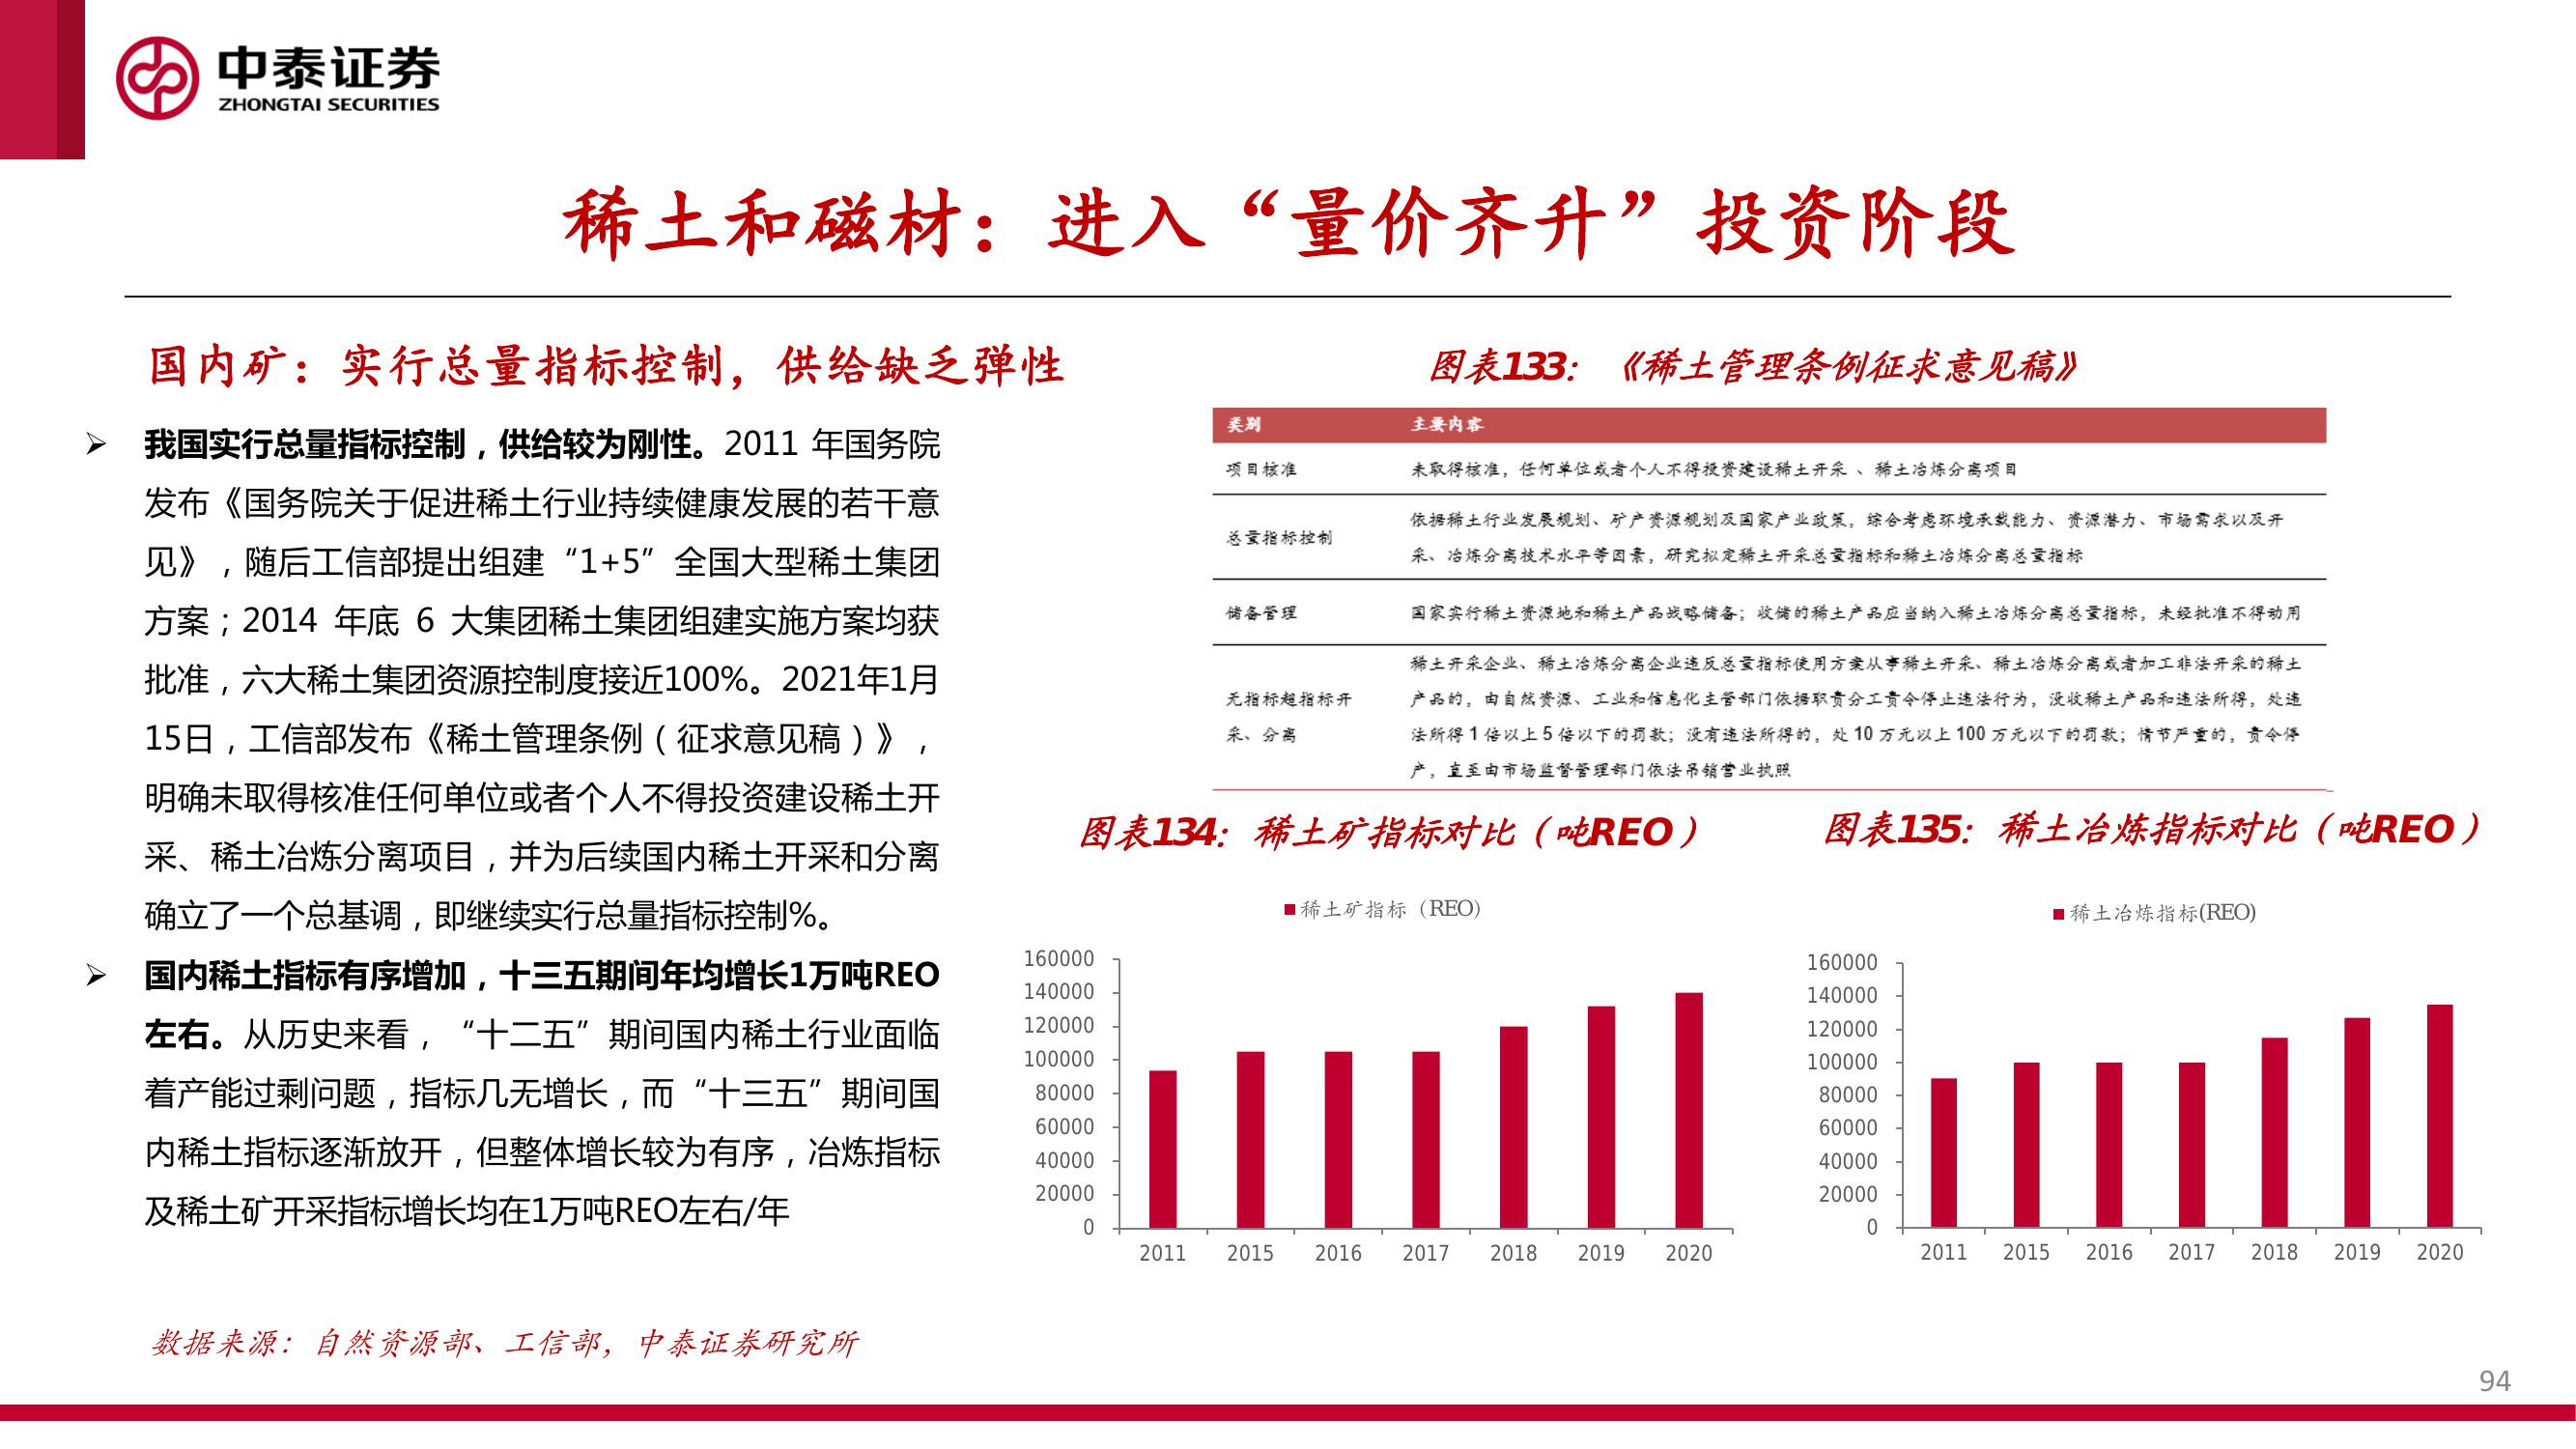 中泰证券
ZHONGTAI SECURITIES
稀土和磁材：进入“量价齐升”投资阶段
国内矿：实行总量指标控制，供给缺乏弹性
➢ 我国实行总量指标控制，供给较为刚性。2011 年国务院
发布《国务院关于促进稀土行业持续健康发展的若干意
见》，随后工信部提出组建“1+5”全国大型稀土集团
方案；2014 年底 6 大集团稀土集团组建实施方案均获
批准，六大稀土集团资源控制度接近100%。2021年1月
15日，工信部发布《稀土管理条例（征求意见稿）》，
明确未取得核准任何单位或者个人不得投资建设稀土开
采、稀土冶炼分离项目，并为后续国内稀土开采和分离
确立了一个总基调，即继续实行总量指标控制%。
➢ 国内稀土指标有序增加，十三五期间年均增长1万吨REO
左右。从历史来看，“十二五”期间国内稀土行业面临
着产能过剩问题，指标几无增长，而“十三五”期间国
内稀土指标逐渐放开，但整体增长较为有序，冶炼指标
及稀土矿开采指标增长均在1万吨REO左右/年
图表133：《稀土管理条例征求意见稿》
类别 主要内容
项目核准 未取得核准，任何单位或者个人不得投资建设稀土开采 、稀土冶炼分离项目
总量指标控制
依据稀土行业发展规划、矿产资源规划及国家产业政策，综合考虑环境承载能力、资源潜力、市场需求以及开
采、冶炼分离技术水平等因素，研究拟定稀土开采总量指标和稀土冶炼分离总量指标
储备管理 国家实行稀土资源地和稀土产品战略储备；收储的稀土产品应当纳入稀土冶炼分离总量指标，未经批准不得动用
无指标超指标开
采、分离
稀土开采企业、稀土冶炼分离企业违反总量指标使用方案从事稀土开采、稀土冶炼分离或者加工非法开采的稀土
产品的，由自然资源、工业和信息化主管部门依据职责分工责令停止违法行为，没收稀土产品和违法所得，处违
法所得 1 倍以上 5 倍以下的罚款；没有违法所得的，处 10 万元以上 100 万元以下的罚款；情节严重的，责令停
产，直至由市场监督管理部门依法吊销营业执照
图表134：稀土矿指标对比（吨REO）
稀土矿指标（REO）
160000
140000
120000
100000
80000
60000
40000
20000
0
2011 2015 2016 2017 2018 2019 2020
图表135：稀土冶炼指标对比（吨REO）
稀土冶炼指标(REO)
160000
140000
120000
100000
80000
60000
40000
20000
0
2011 2015 2016 2017 2018 2019 2020
数据来源：自然资源部、工信部，中泰证券研究所
94